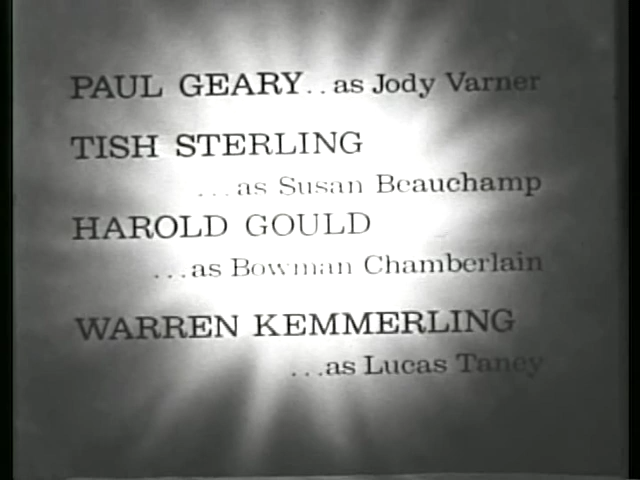 PAUL GEARY..as Jody Varner
TISH STERLING
...as Susan Beauchamp
HAROLD GOULD
...as Bowman Chamberlain
WARREN KEMMERLING
...as Lucas Taney